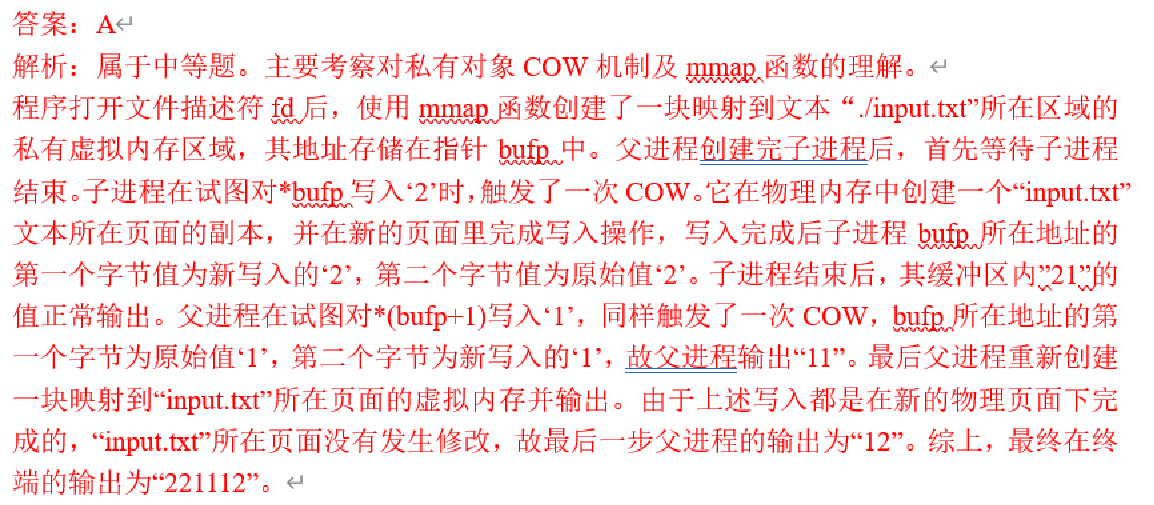 答案：A
解析：属于中等题。主要考察对私有对象 COW 机制及 mmap 函数的理解。
程序打开文件描述符 fd 后，使用 mmap 函数创建了一块映射到文本“./input.txt”所在区域的
私有虚拟内存区域，其地址存储在指针 bufp 中。父进程创建完子进程后，首先等待子进程
结束。子进程在试图对*bufp 写入‘2’时，触发了一次 COW。它在物理内存中创建一个“input.txt”
文本所在页面的副本，并在新的页面里完成写入操作，写入完成后子进程 bufp 所在地址的
第一个字节值为新写入的‘2’，第二个字节值为原始值‘2’。子进程结束后，其缓冲区内”21”的
值正常输出。父进程在试图对*(bufp+1)写入‘1’，同样触发了一次 COW，bufp 所在地址的第
一个字节为原始值‘1’，第二个字节为新写入的‘1’，故父进程输出“11”。最后父进程重新创建
一块映射到“input.txt”所在页面的虚拟内存并输出。由于上述写入都是在新的物理页面下完
成的，“input.txt”所在页面没有发生修改，故最后一步父进程的输出为“12”。综上，最终在终
端的输出为“221112”。